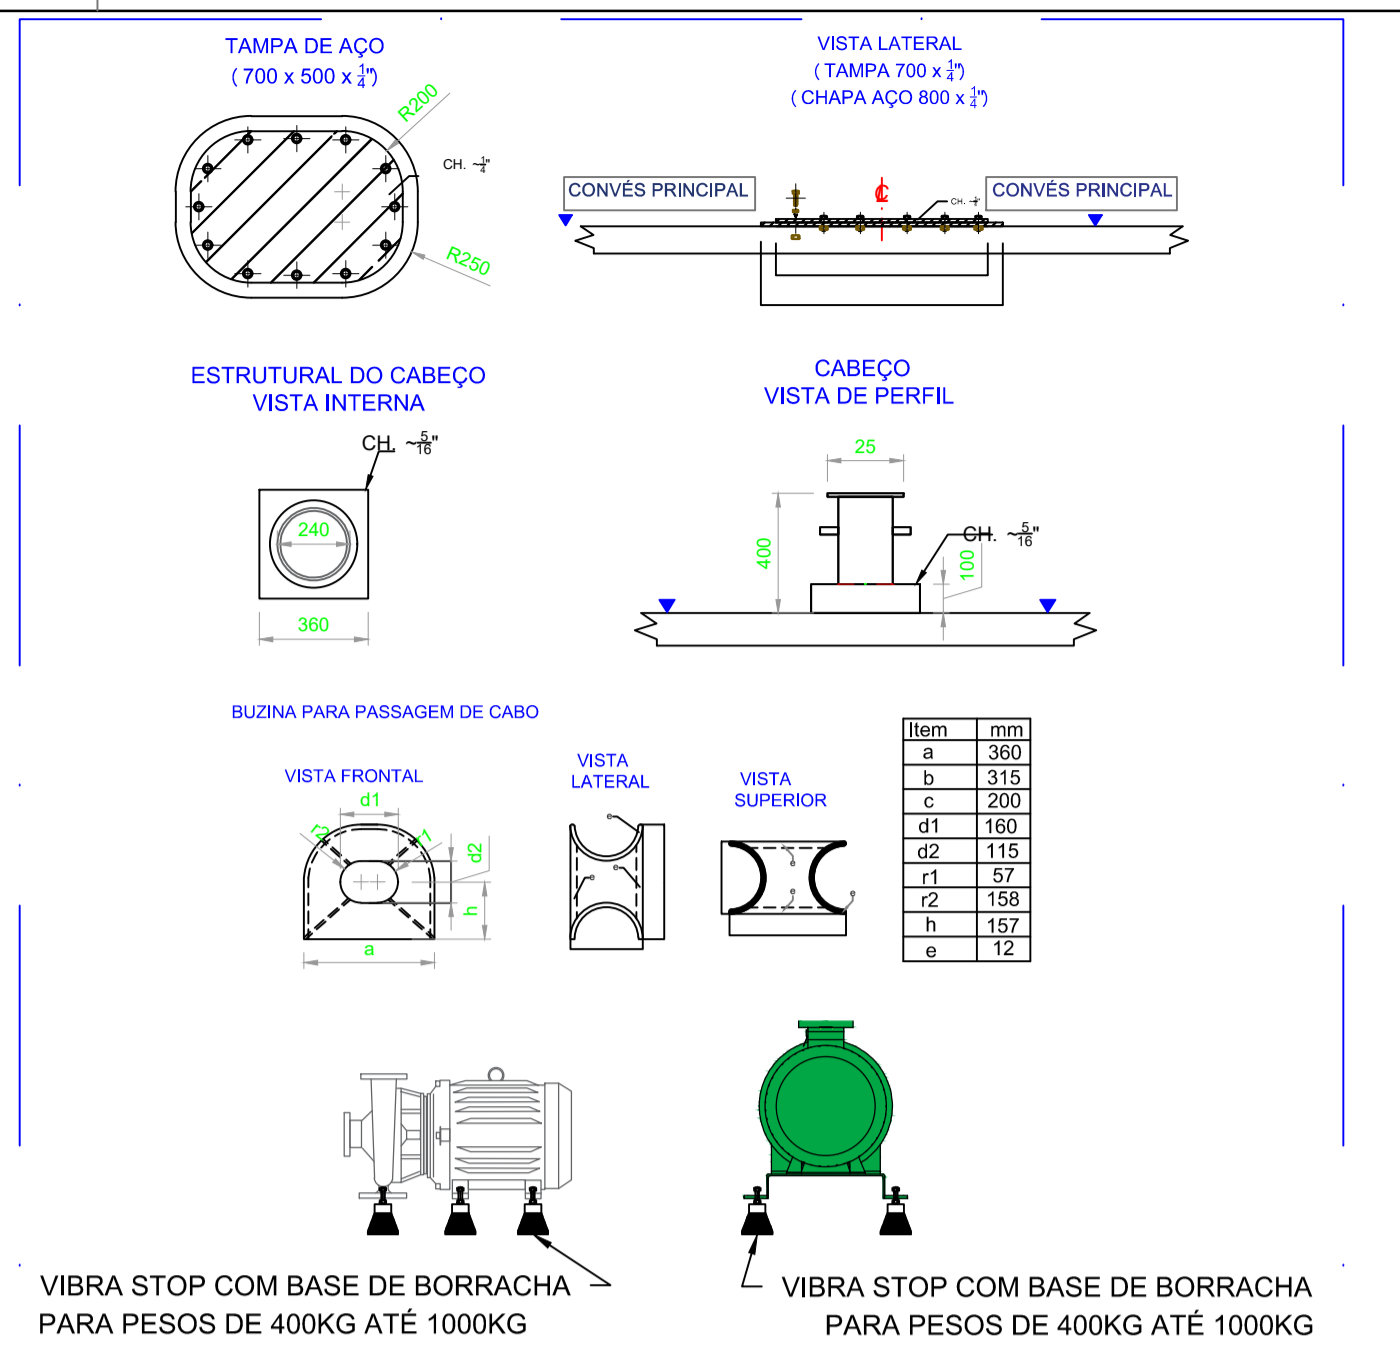 TAMPA DE AÇO
( 700 x 500 x 1/4")
R200
CH. ~1/4"
R250
VISTA LATERAL
( TAMPA 700 x 1/4")
( CHAPA AÇO 800 x 1/4")
CONVÉS PRINCIPAL
CONVÉS PRINCIPAL
ESTRUTURAL DO CABEÇO
VISTA INTERNA
CH. ~5/16"
240
360
CABEÇO
VISTA DE PERFIL
25
400
CH. ~5/16"
100
BUZINA PARA PASSAGEM DE CABO
VISTA FRONTAL
d1
r2
r1
d2
h
a
VISTA
LATERAL
e
e
e
VISTA
SUPERIOR
e
e
e
Item mm
a 360
b 315
c 200
d1 160
d2 115
r1 57
r2 158
h 157
e 12
VIBRA STOP COM BASE DE BORRACHA
PARA PESOS DE 400KG ATÉ 1000KG
VIBRA STOP COM BASE DE BORRACHA
PARA PESOS DE 400KG ATÉ 1000KG